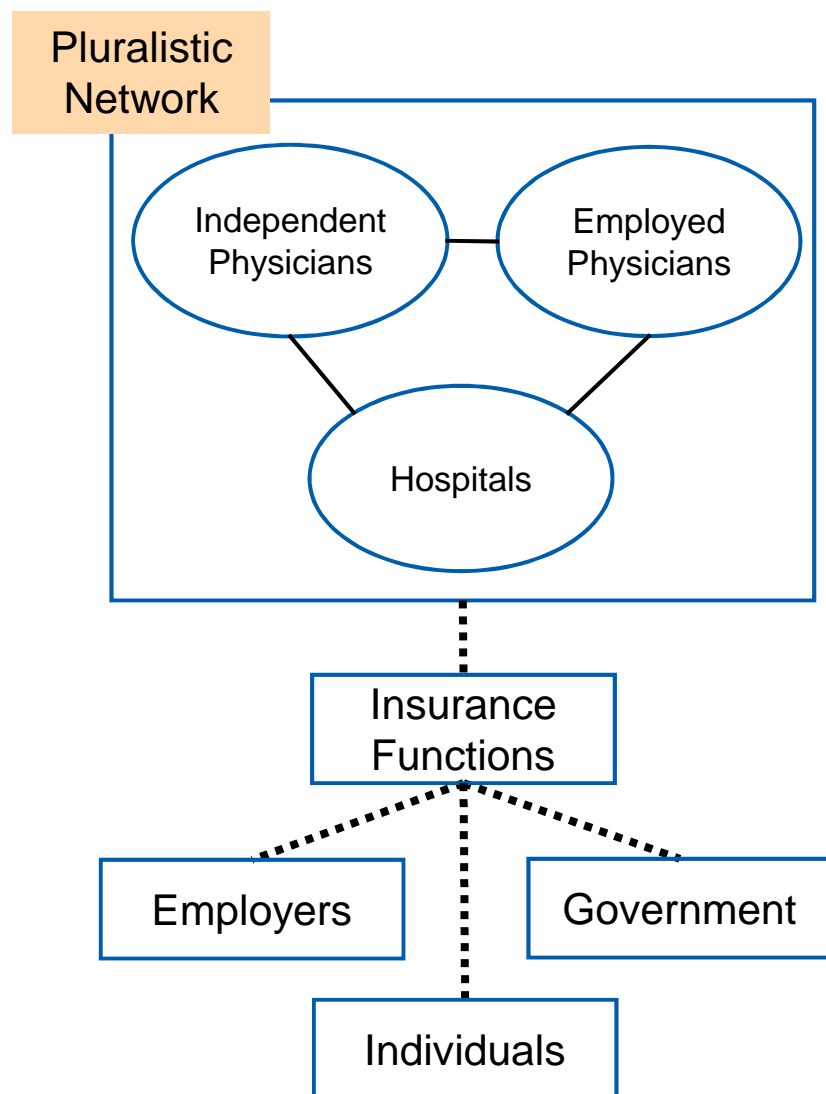 Pluralistic
Network
Independent
Physicians
Employed
Physicians
Hospitals
Insurance
Functions
Employers
Government
Individuals